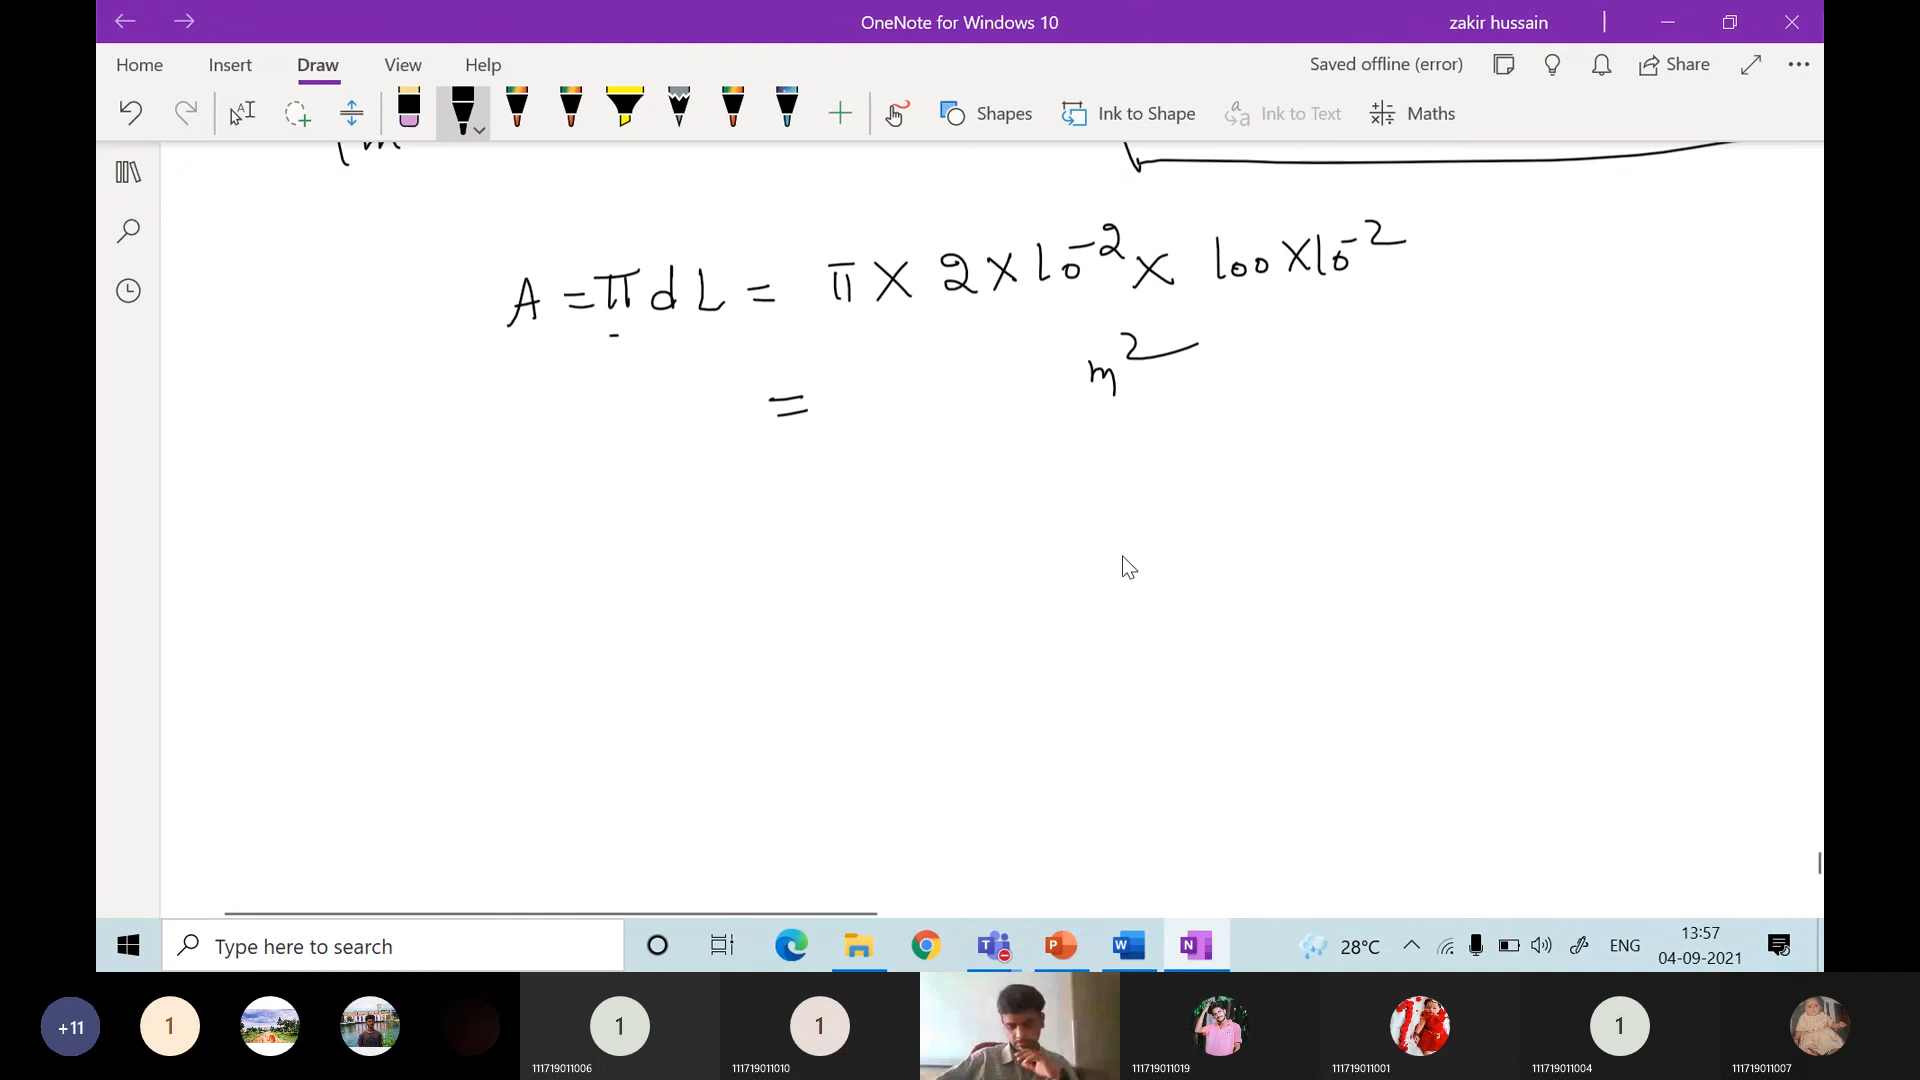 OneNote for Windows 10
zakir hussain
Home Insert Draw View Help
Saved offline (error)
Share
Shapes
Ink to Shape
Ink to Text
Maths
A = π d L = π × 2 × 10⁻² × 100 × 10⁻²
= m²
Type here to search
28°C
ENG
13:57
04-09-2021
+11
1
1
111719011006
1
111719011010
111719011019
111719011001
1
111719011004
111719011007